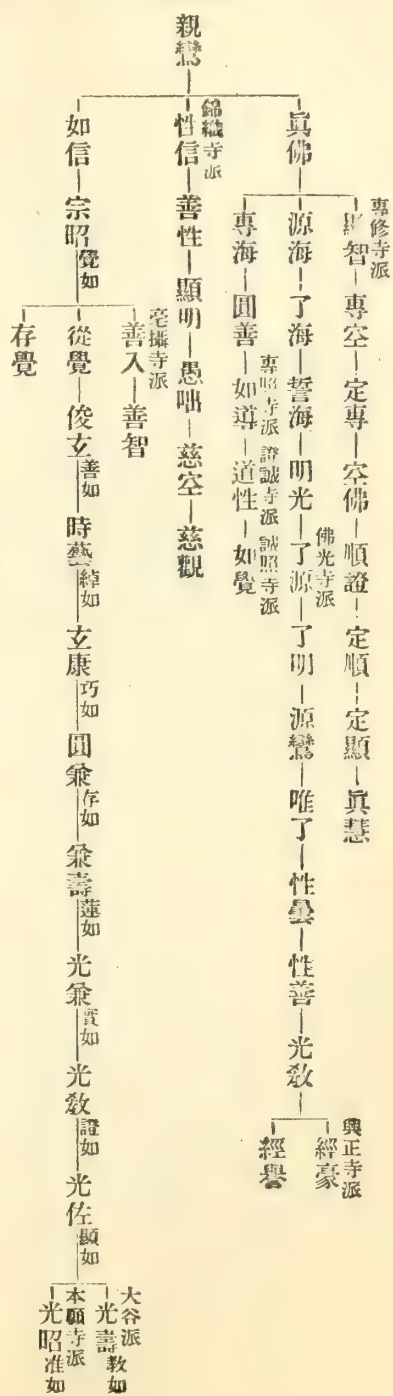 親鸞
眞佛
專修寺派
顯智 專空 定專 空佛 順證 定順 定顯 眞慧
源海 了海 誓海 明光 了源 了明 源鸞 唯了 性曇 性善 光教
佛光寺派
興正寺派
經豪
經譽
專海 圓善 如導 道性 如覺
專照寺派 證誠寺派 誠照寺派
錦織寺派
性信 善性 顯明 愚咄 慈空 慈觀
如信 宗昭覺如
毫攝寺派
善入 善智
從覺 俊玄善如 時藝綽如 玄康巧如 圓兼存如 兼壽蓮如 光兼實如 光教證如 光佐顯如
大谷派
光壽教如
本願寺派
光昭准如
存覺